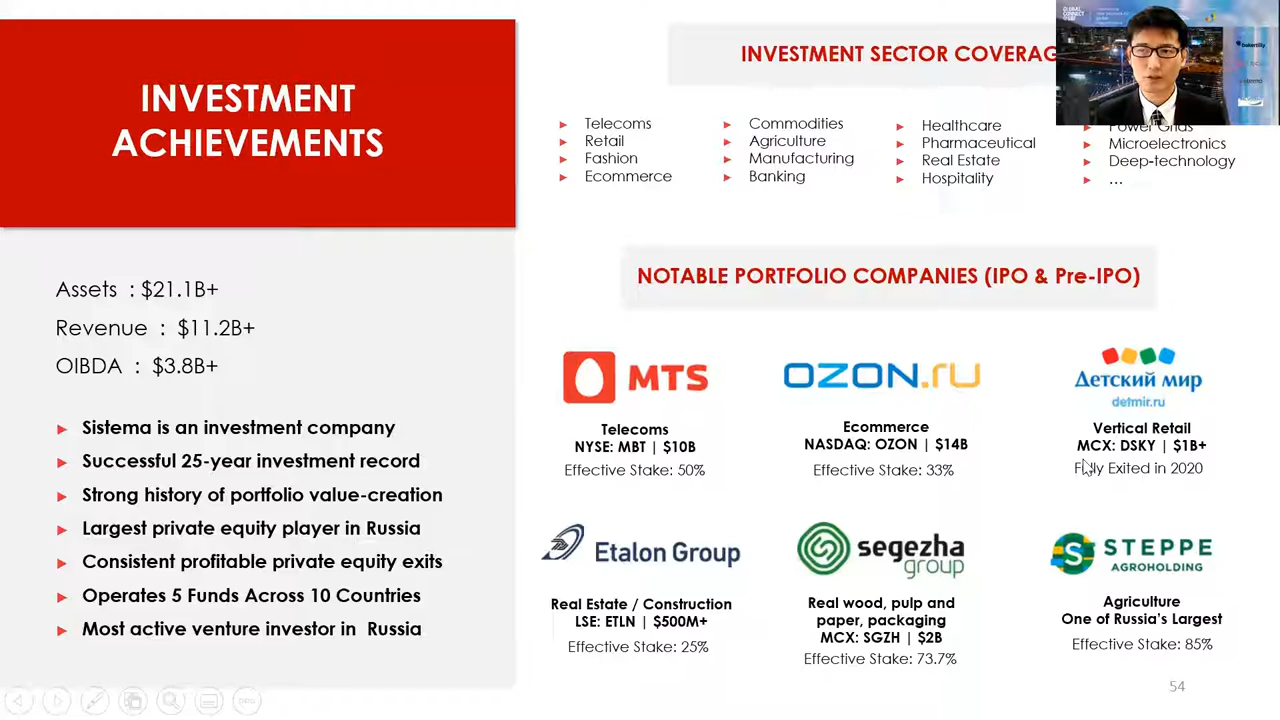 INVESTMENT
ACHIEVEMENTS
Assets : $21.1B+
Revenue : $11.2B+
OIBDA : $3.8B+
Sistema is an investment company
Successful 25-year investment record
Strong history of portfolio value-creation
Largest private equity player in Russia
Consistent profitable private equity exits
Operates 5 Funds Across 10 Countries
Most active venture investor in Russia
INVESTMENT SECTOR COVERAG
Telecoms
Retail
Fashion
Ecommerce
Commodities
Agriculture
Manufacturing
Banking
Healthcare
Pharmaceutical
Real Estate
Hospitality
Power Grids
Microelectronics
Deep-technology
...
NOTABLE PORTFOLIO COMPANIES (IPO & Pre-IPO)
MTS
Telecoms
NYSE: MBT | $10B
Effective Stake: 50%
OZON.ru
Ecommerce
NASDAQ: OZON | $14B
Effective Stake: 33%
Детский мир
detmir.ru
Vertical Retail
MCX: DSKY | $1B+
Fully Exited in 2020
Etalon Group
Real Estate / Construction
LSE: ETLN | $500M+
Effective Stake: 25%
segezha
group
Real wood, pulp and
paper, packaging
MCX: SGZH | $2B
Effective Stake: 73.7%
STEPPE
AGROHOLDING
Agriculture
One of Russia's Largest
Effective Stake: 85%
54
GLOBAL
CONNECT
bakertilly